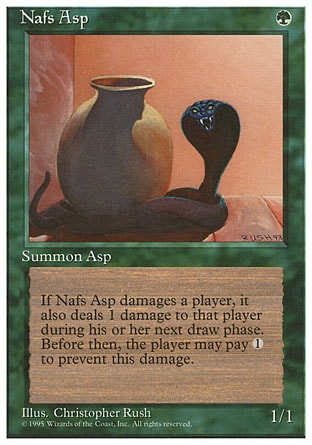 Nafs Asp
RUSH 93
Summon Asp
If Nafs Asp damages a player, it
also deals 1 damage to that player
during his or her next draw phase.
Before then, the player may pay 1
to prevent this damage.
Illus. Christopher Rush
©1995 Wizards of the Coast, Inc. All rights reserved.
1/1